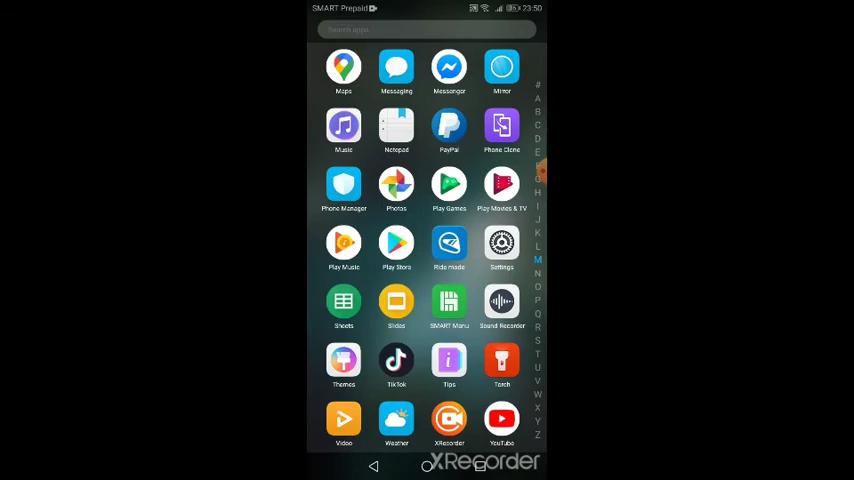 SMART Prepaid 23:50
Search apps
#
A
B
C
D
E
G
H
I
J
K
L
M
N
O
P
Q
R
S
T
U
V
W
X
Y
Z
Maps Messaging Messenger Mirror
Music Notepad PayPal Phone Clone
Phone Manager Photos Play Games Play Movies & TV
Play Music Play Store Ride mode Settings
Sheets Slides SMART Menu Sound Recorder
Themes TikTok Tips Torch
Video Weather XRecorder YouTube
XRecorder